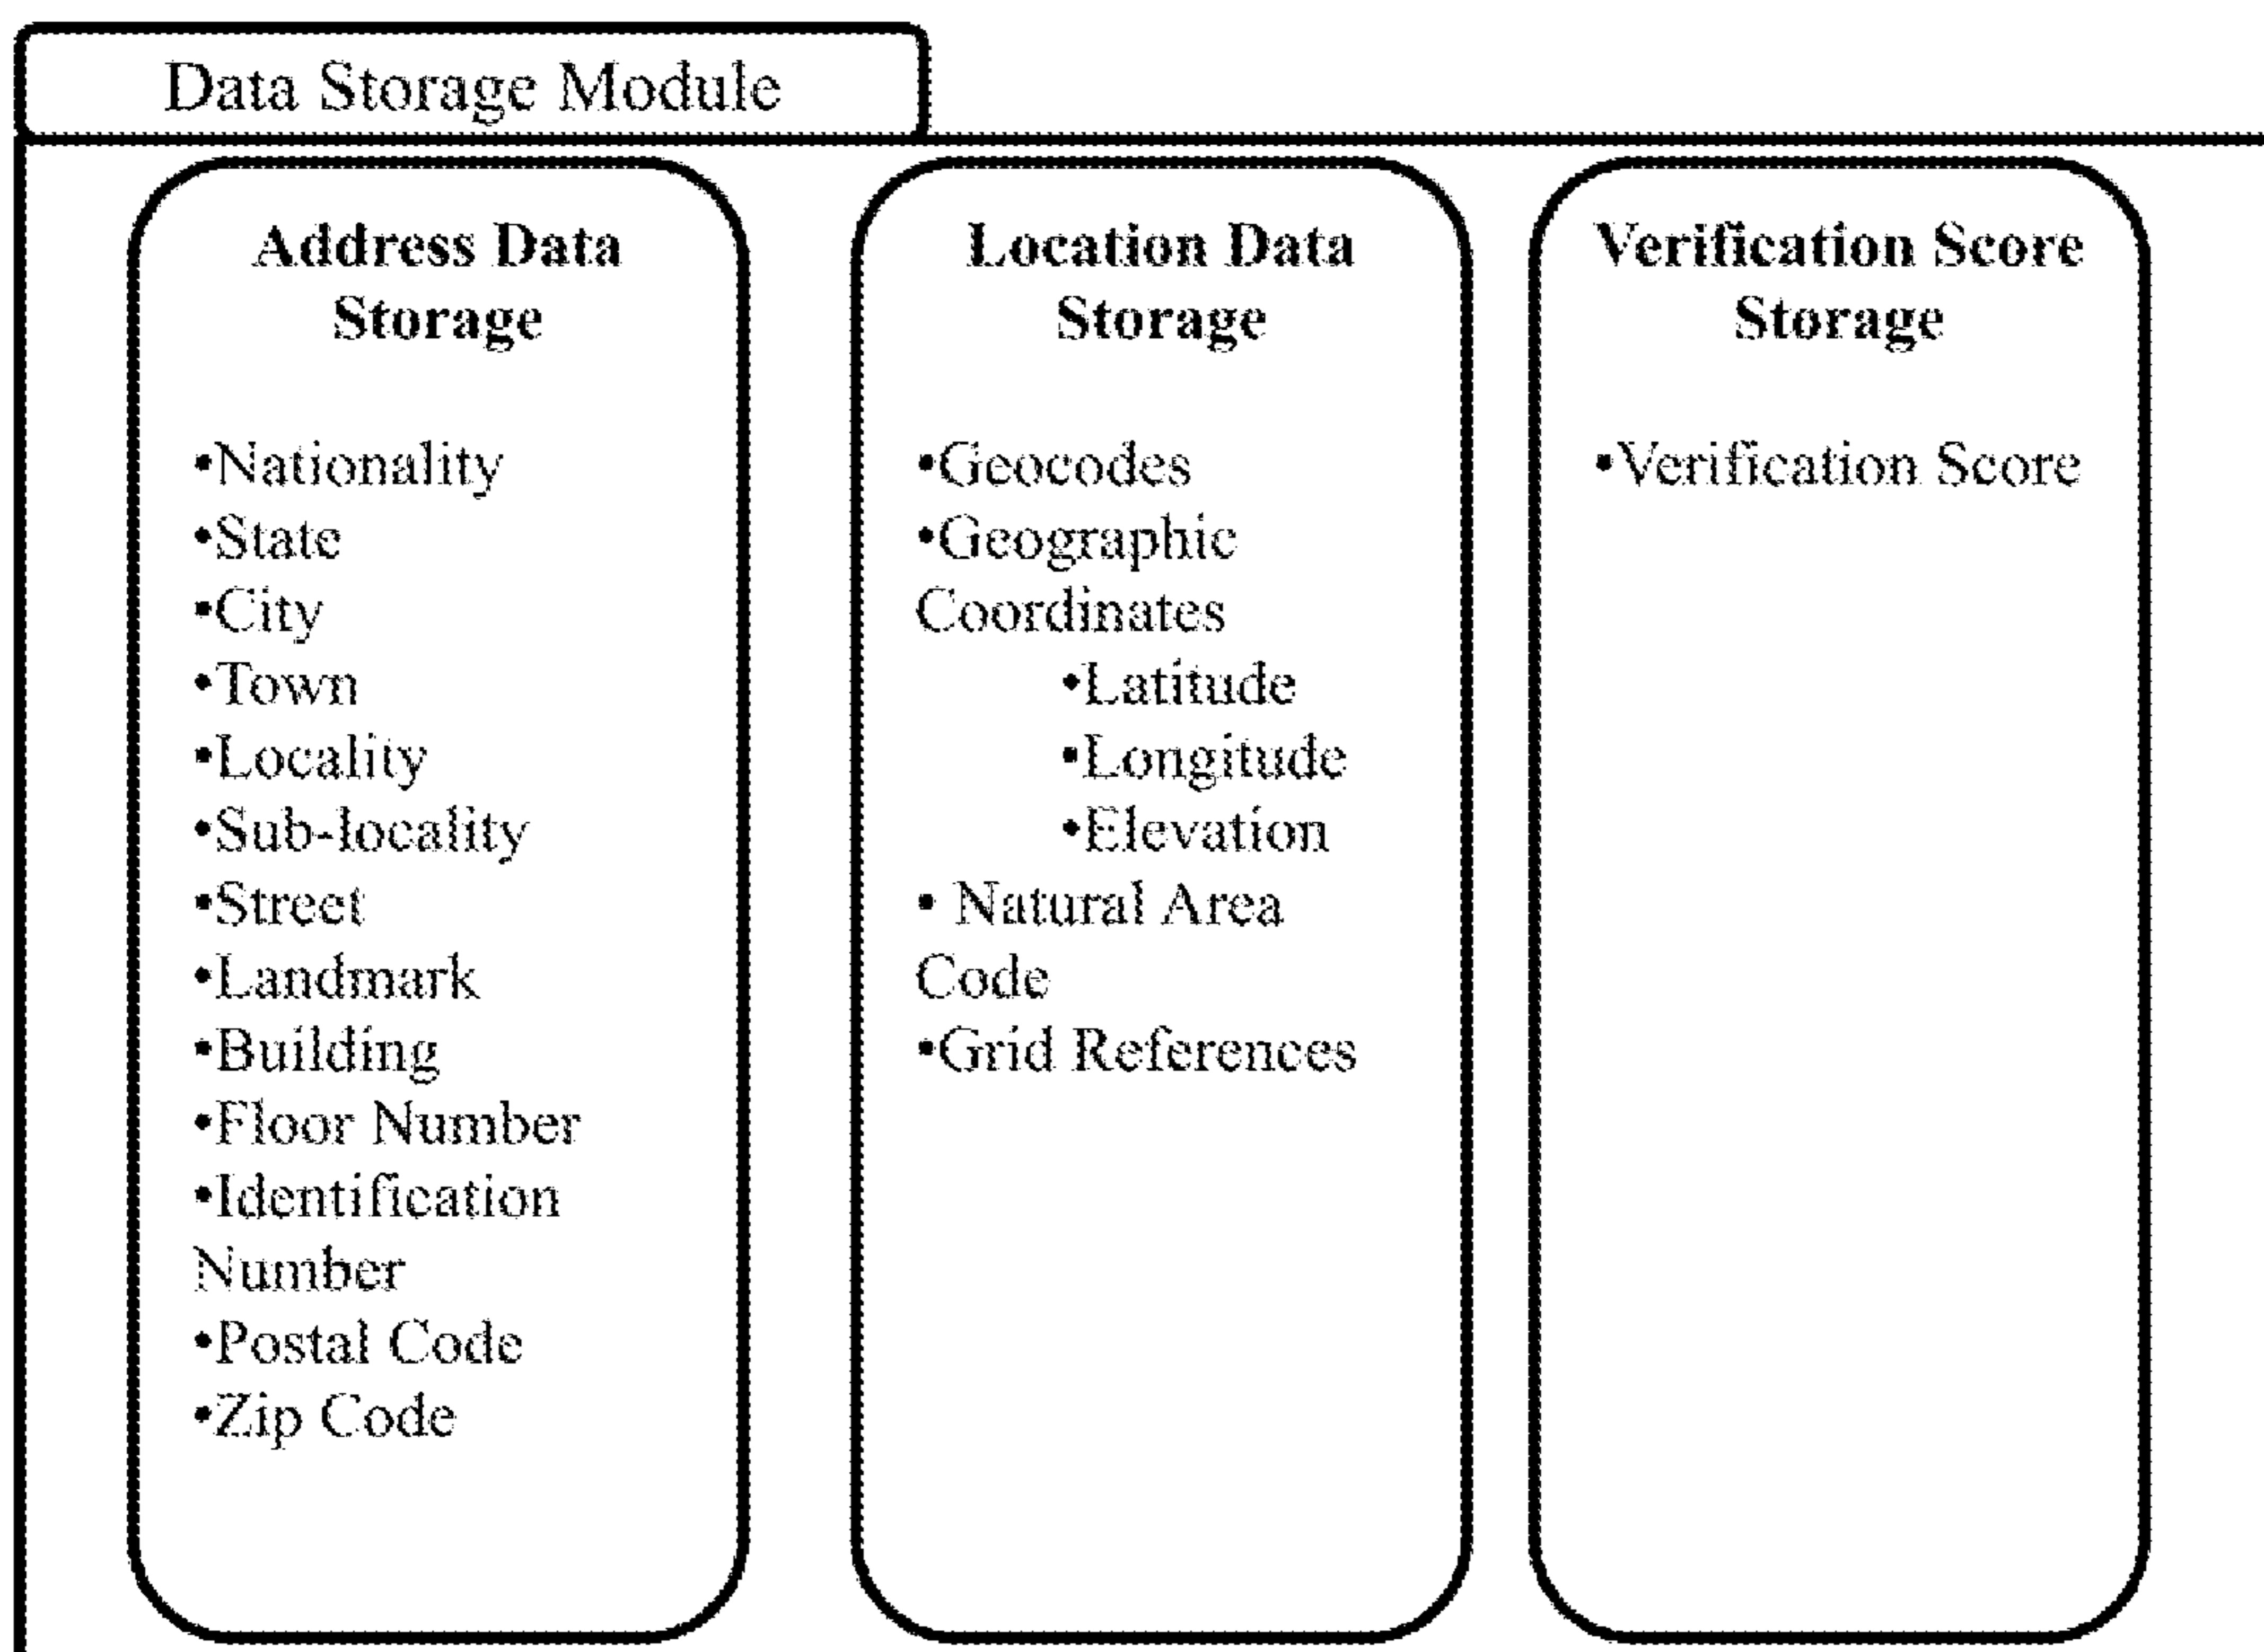 Data Storage Module
Address Data
Storage
•Nationality
•State
•City
•Town
•Locality
•Sub-locality
•Street
•Landmark
•Building
•Floor Number
•Identification
Number
•Postal Code
•Zip Code
Location Data
Storage
•Geocodes
•Geographic
Coordinates
•Latitude
•Longitude
•Elevation
• Natural Area
Code
•Grid References
Verification Score
Storage
•Verification Score